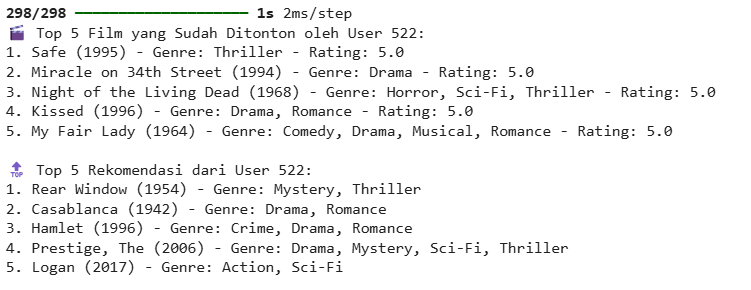 298/298 ━━━━━━━━━━━━━━━━━━━━ 1s 2ms/step
🎬 Top 5 Film yang Sudah Ditonton oleh User 522:
1. Safe (1995) - Genre: Thriller - Rating: 5.0
2. Miracle on 34th Street (1994) - Genre: Drama - Rating: 5.0
3. Night of the Living Dead (1968) - Genre: Horror, Sci-Fi, Thriller - Rating: 5.0
4. Kissed (1996) - Genre: Drama, Romance - Rating: 5.0
5. My Fair Lady (1964) - Genre: Comedy, Drama, Musical, Romance - Rating: 5.0
🔝 Top 5 Rekomendasi dari User 522:
1. Rear Window (1954) - Genre: Mystery, Thriller
2. Casablanca (1942) - Genre: Drama, Romance
3. Hamlet (1996) - Genre: Crime, Drama, Romance
4. Prestige, The (2006) - Genre: Drama, Mystery, Sci-Fi, Thriller
5. Logan (2017) - Genre: Action, Sci-Fi